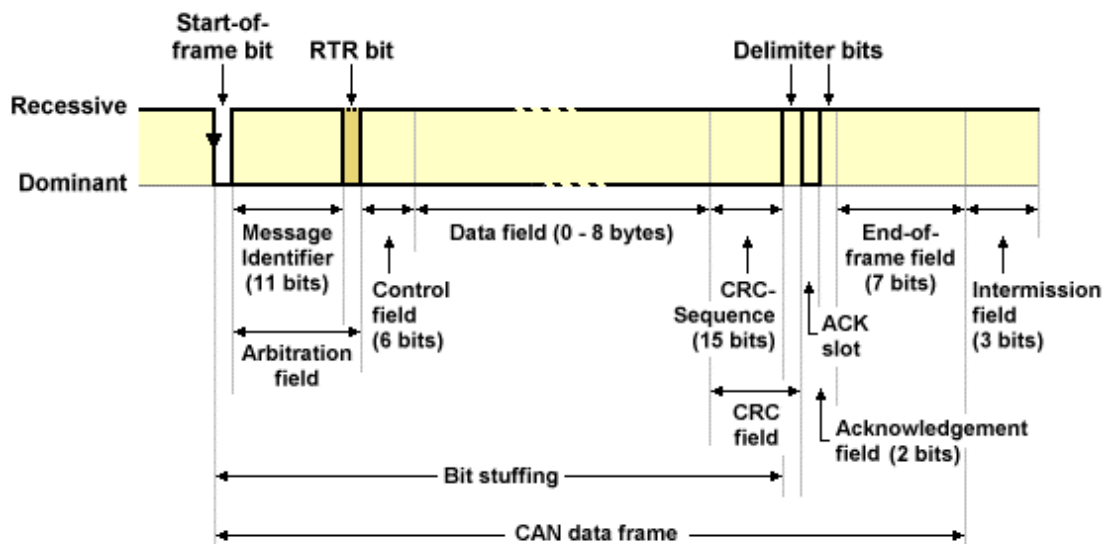 Start-of-
frame bit
RTR bit
Delimiter bits
Recessive
Dominant
Message
Identifier
(11 bits)
Data field (0 - 8 bytes)
End-of-
frame field
(7 bits)
Control
field
(6 bits)
CRC-
Sequence
(15 bits)
ACK
slot
Intermission
field
(3 bits)
Arbitration
field
CRC
field
Acknowledgement
field (2 bits)
Bit stuffing
CAN data frame